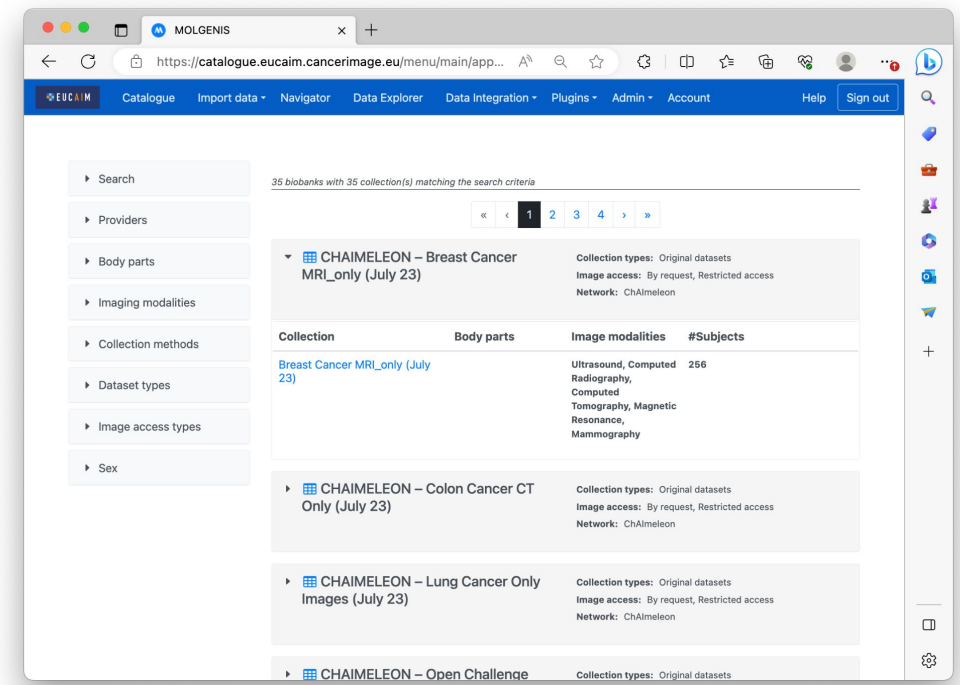 MOLGENIS
https://catalogue.eucaim.cancerimage.eu/menu/main/app...
EUCAIM Catalogue Import data Navigator Data Explorer Data Integration Plugins Admin Account Help Sign out
Search
Providers
Body parts
Imaging modalities
Collection methods
Dataset types
Image access types
Sex
35 biobanks with 35 collection(s) matching the search criteria
« ‹ 1 2 3 4 › »
CHAIMELEON – Breast Cancer
MRI_only (July 23)
Collection types: Original datasets
Image access: By request, Restricted access
Network: ChAImeleon
Collection Body parts Image modalities #Subjects
Breast Cancer MRI_only (July
23)
Ultrasound, Computed
Radiography,
Computed
Tomography, Magnetic
Resonance,
Mammography
256
CHAIMELEON – Colon Cancer CT
Only (July 23)
Collection types: Original datasets
Image access: By request, Restricted access
Network: ChAImeleon
CHAIMELEON – Lung Cancer Only
Images (July 23)
Collection types: Original datasets
Image access: By request, Restricted access
Network: ChAImeleon
CHAIMELEON – Open Challenge
Collection types: Original datasets